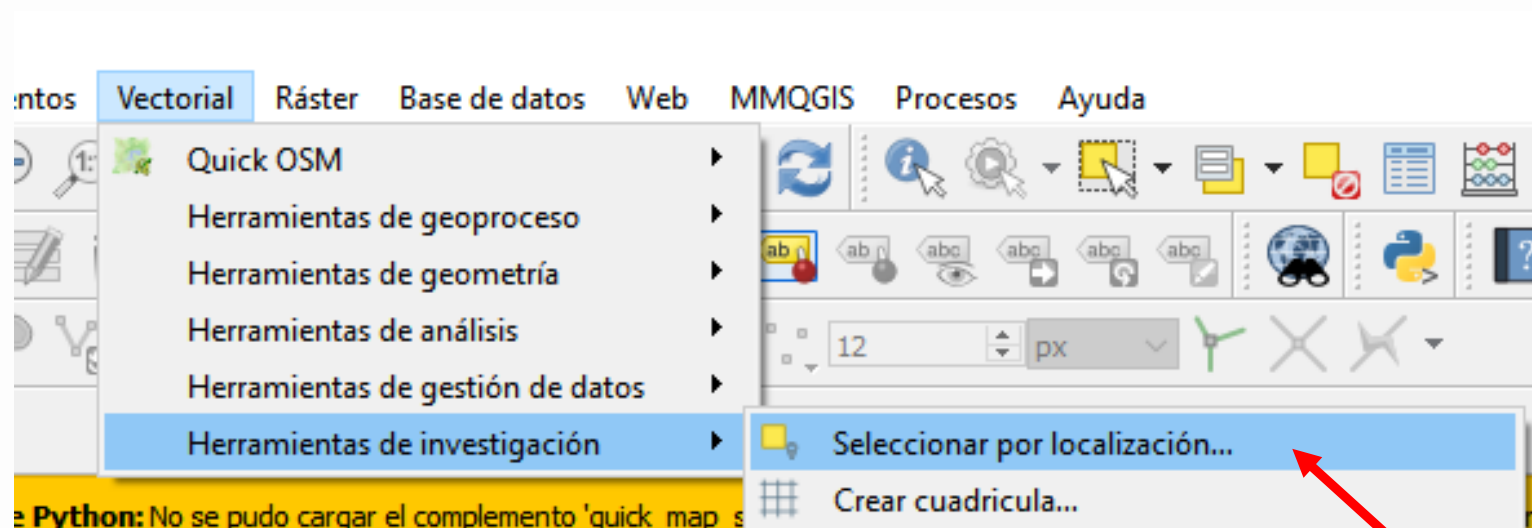 Vectorial Ráster Base de datos Web MMQGIS Procesos Ayuda
Quick OSM
Herramientas de geoproceso
Herramientas de geometría
ab ab abc abc abc abc
Herramientas de análisis
12 px
Herramientas de gestión de datos
Herramientas de investigación
Seleccionar por localización...
Crear cuadricula...
Python: No se pudo cargar el complemento 'quick_map_s